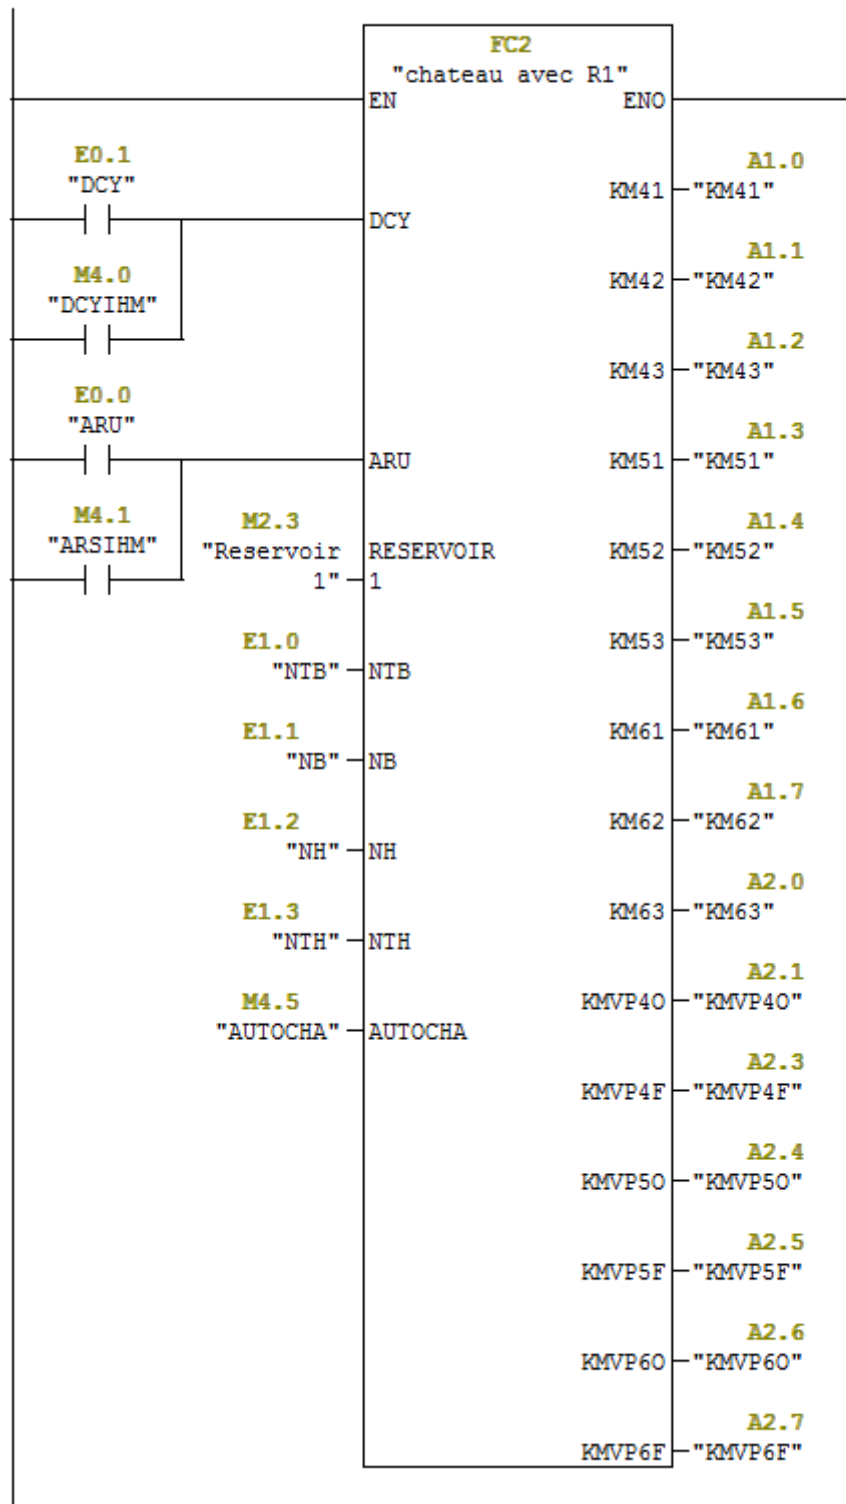 FC2
"chateau avec R1"
EN ENO
E0.1
"DCY"
DCY
M4.0
"DCYIHM"
E0.0
"ARU"
ARU
M4.1
"ARSIHM"
M2.3
"Reservoir
1"
RESERVOIR
1
E1.0
"NTB" NTB
E1.1
"NB" NB
E1.2
"NH" NH
E1.3
"NTH" NTH
M4.5
"AUTOCHA" AUTOCHA
A1.0
KM41 "KM41"
A1.1
KM42 "KM42"
A1.2
KM43 "KM43"
A1.3
KM51 "KM51"
A1.4
KM52 "KM52"
A1.5
KM53 "KM53"
A1.6
KM61 "KM61"
A1.7
KM62 "KM62"
A2.0
KM63 "KM63"
A2.1
KMVP4O "KMVP4O"
A2.3
KMVP4F "KMVP4F"
A2.4
KMVP5O "KMVP5O"
A2.5
KMVP5F "KMVP5F"
A2.6
KMVP6O "KMVP6O"
A2.7
KMVP6F "KMVP6F"